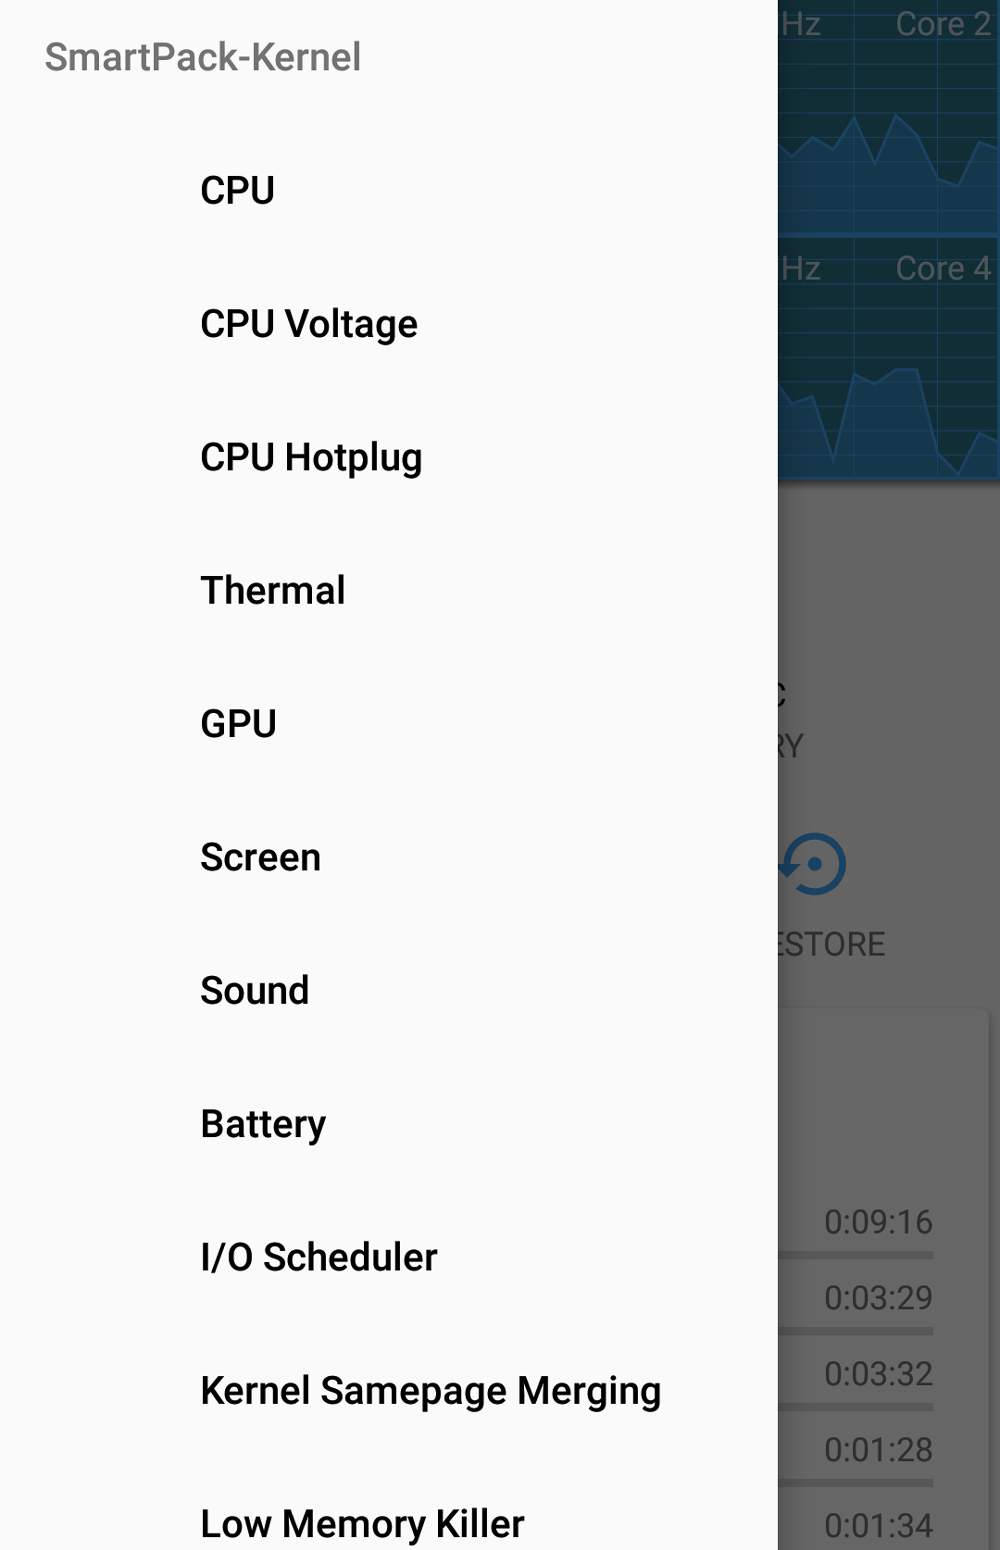 SmartPack-Kernel
CPU
CPU Voltage
CPU Hotplug
Thermal
GPU
Screen
Sound
Battery
I/O Scheduler
Kernel Samepage Merging
Low Memory Killer
Hz Core 2
Hz Core 4
C
RY
ESTORE
0:09:16
0:03:29
0:03:32
0:01:28
0:01:34